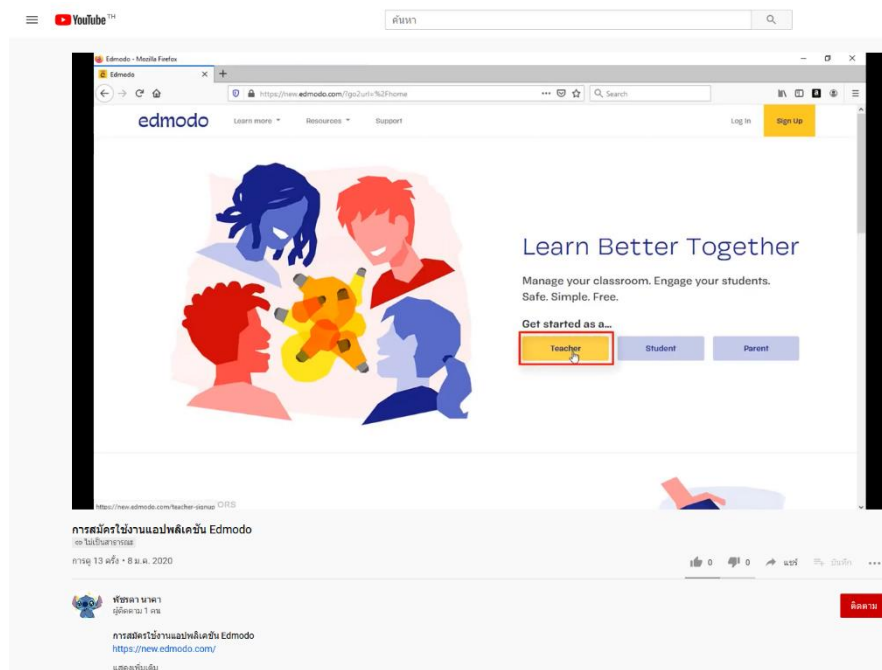 YouTube TH
ค้นหา
Edmodo - Mozilla Firefox
Edmodo
https://new.edmodo.com/?go2url=%2Fhome
Search
edmodo
Learn more
Resources
Support
Log In
Sign Up
Learn Better Together
Manage your classroom. Engage your students.
Safe. Simple. Free.
Get started as a...
Teacher
Student
Parent
https://new.edmodo.com/teacher-signup
ORS
การสมัครใช้งานแอปพลิเคชัน Edmodo
ไม่เป็นสาธารณะ
การดู 13 ครั้ง • 8 ม.ค. 2020
0
0
แชร์
บันทึก
พัชรดา นาคา
ผู้ติดตาม 1 คน
ติดตาม
การสมัครใช้งานแอปพลิเคชัน Edmodo
https://new.edmodo.com/
แสดงเพิ่มเติม